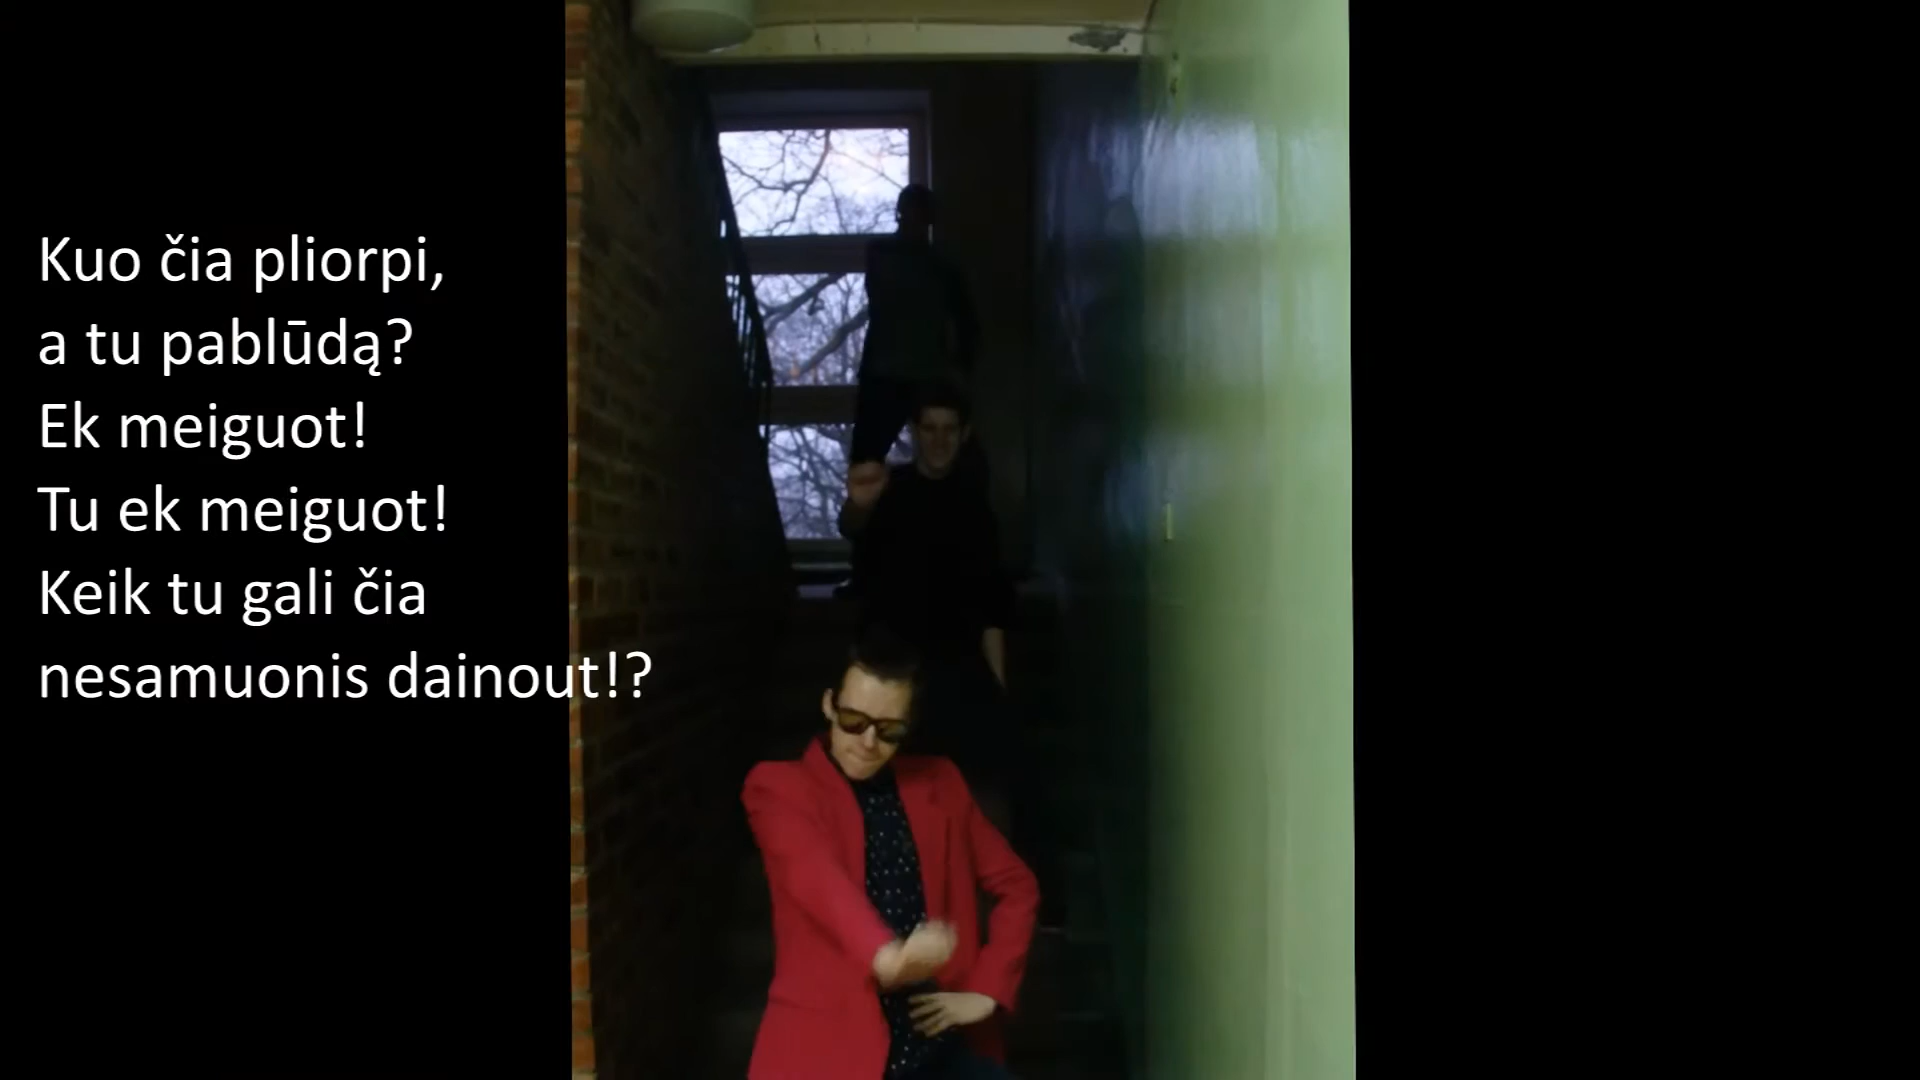 Kuo čia pliorpi,
a tu pablūdą?
Ek meiguot!
Tu ek meiguot!
Keik tu gali čia
nesamuonis dainout!?